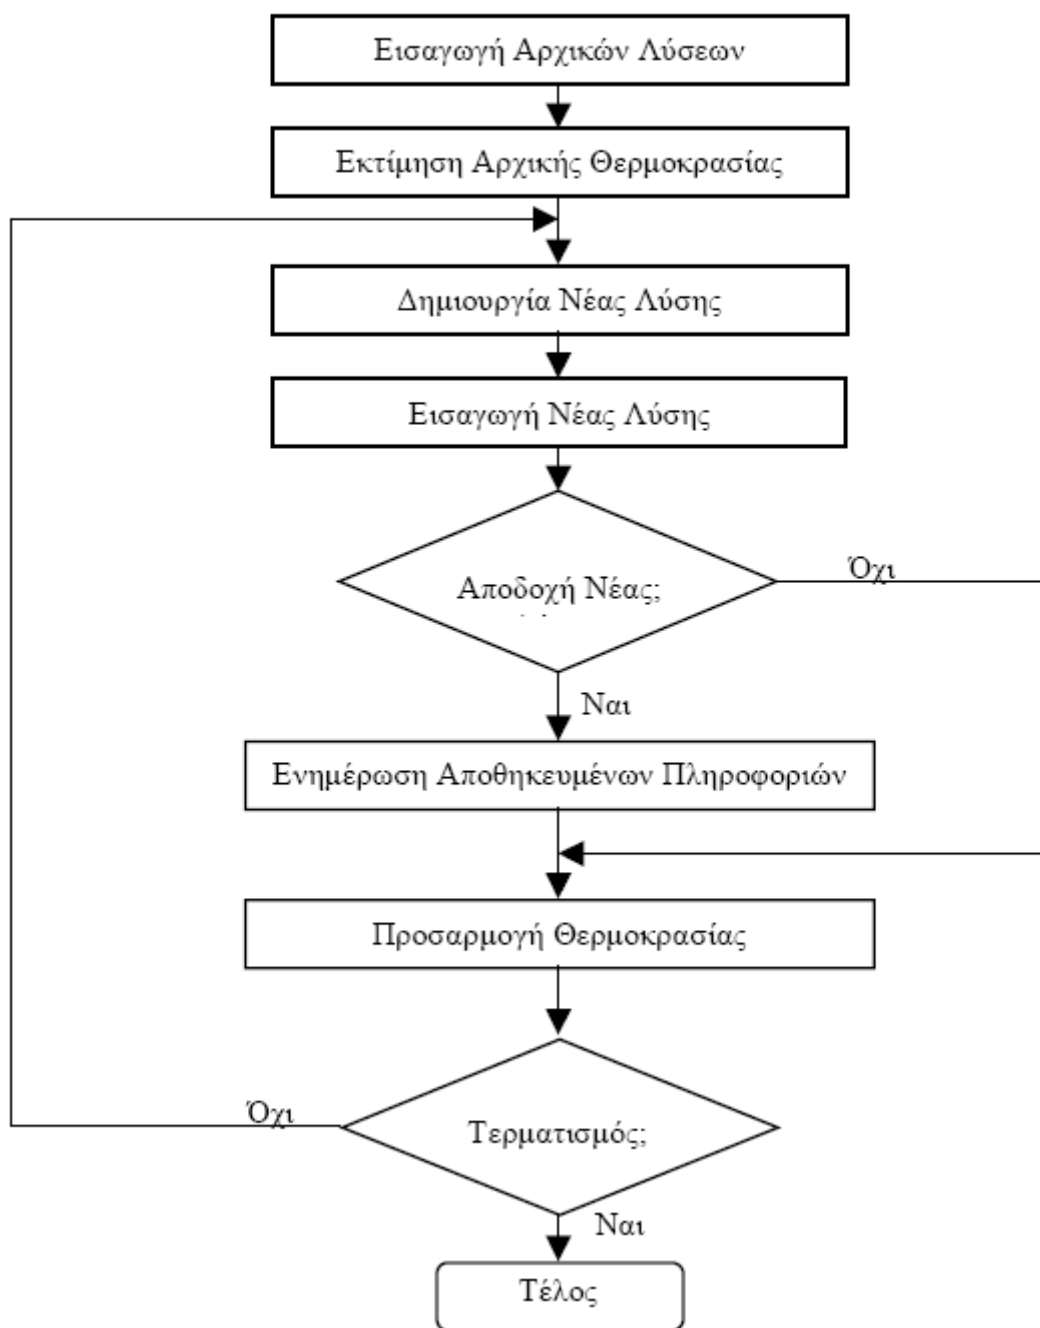 Εισαγωγή Αρχικών Λύσεων
Εκτίμηση Αρχικής Θερμοκρασίας
Δημιουργία Νέας Λύσης
Εισαγωγή Νέας Λύσης
Όχι
Αποδοχή Νέας;
Ναι
Ενημέρωση Αποθηκευμένων Πληροφοριών
Προσαρμογή Θερμοκρασίας
Όχι
Τερματισμός;
Ναι
Τέλος